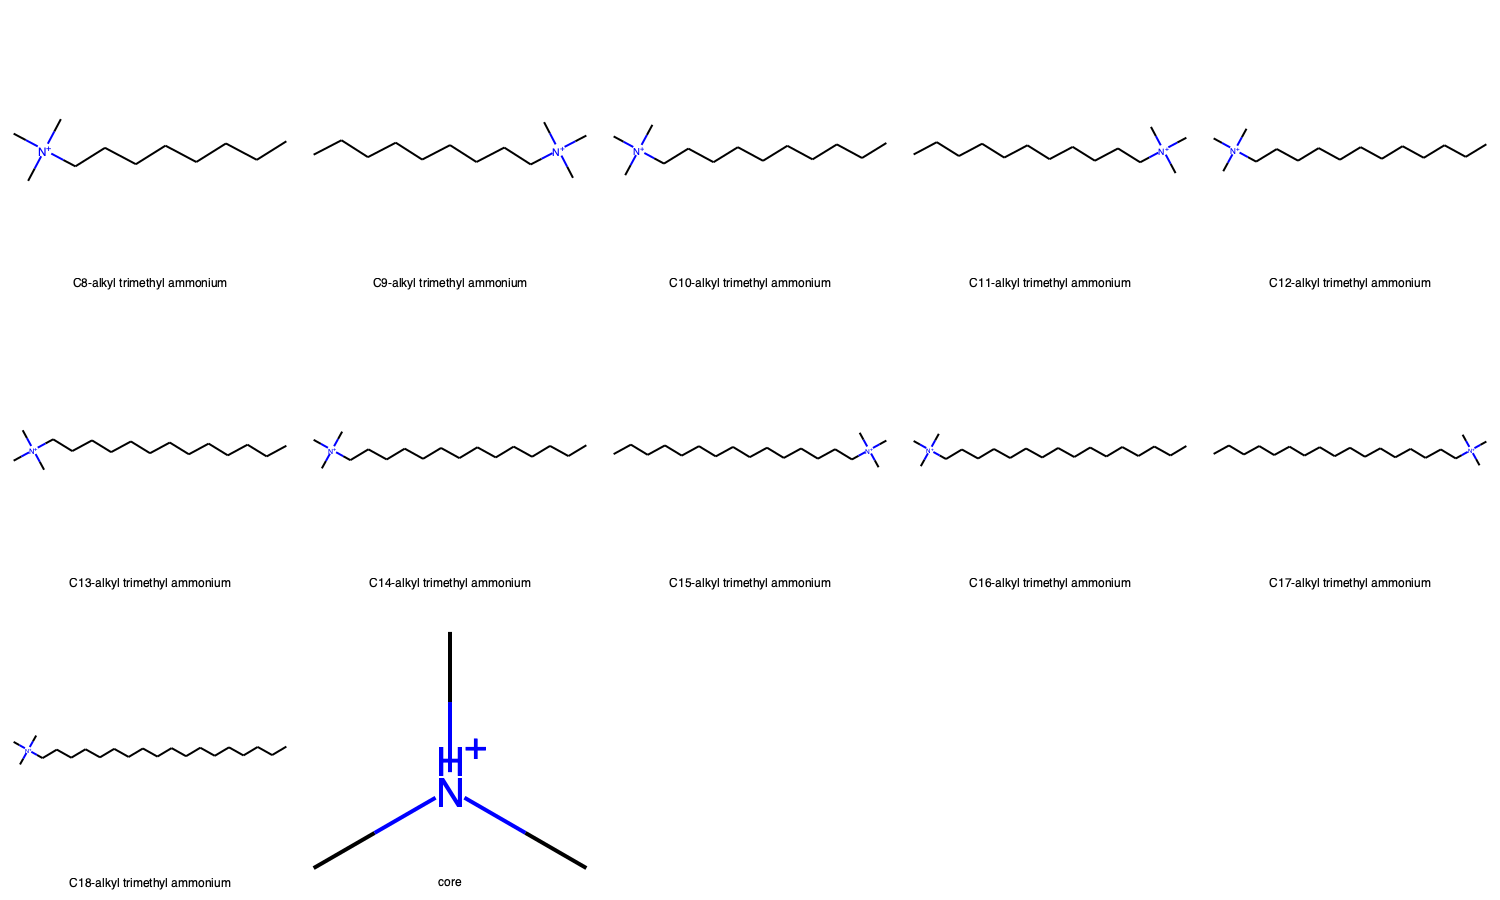 N+
N+
N+
N+
N+
C8-alkyl trimethyl ammonium
C9-alkyl trimethyl ammonium
C10-alkyl trimethyl ammonium
C11-alkyl trimethyl ammonium
C12-alkyl trimethyl ammonium
N+
N+
N+
N+
N+
C13-alkyl trimethyl ammonium
C14-alkyl trimethyl ammonium
C15-alkyl trimethyl ammonium
C16-alkyl trimethyl ammonium
C17-alkyl trimethyl ammonium
N+
H+
N
C18-alkyl trimethyl ammonium
core